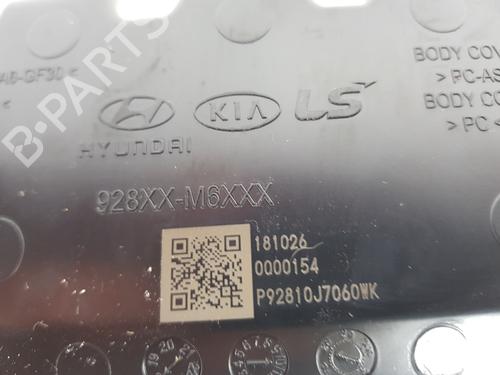 BODY COV
A6-GF30<
> PC-AS
BODY CO
> PC <
KIA
LS
HYUNDAI
928XX-M6XXX
181026
0000154
P92810J7060WK
B-PARTS